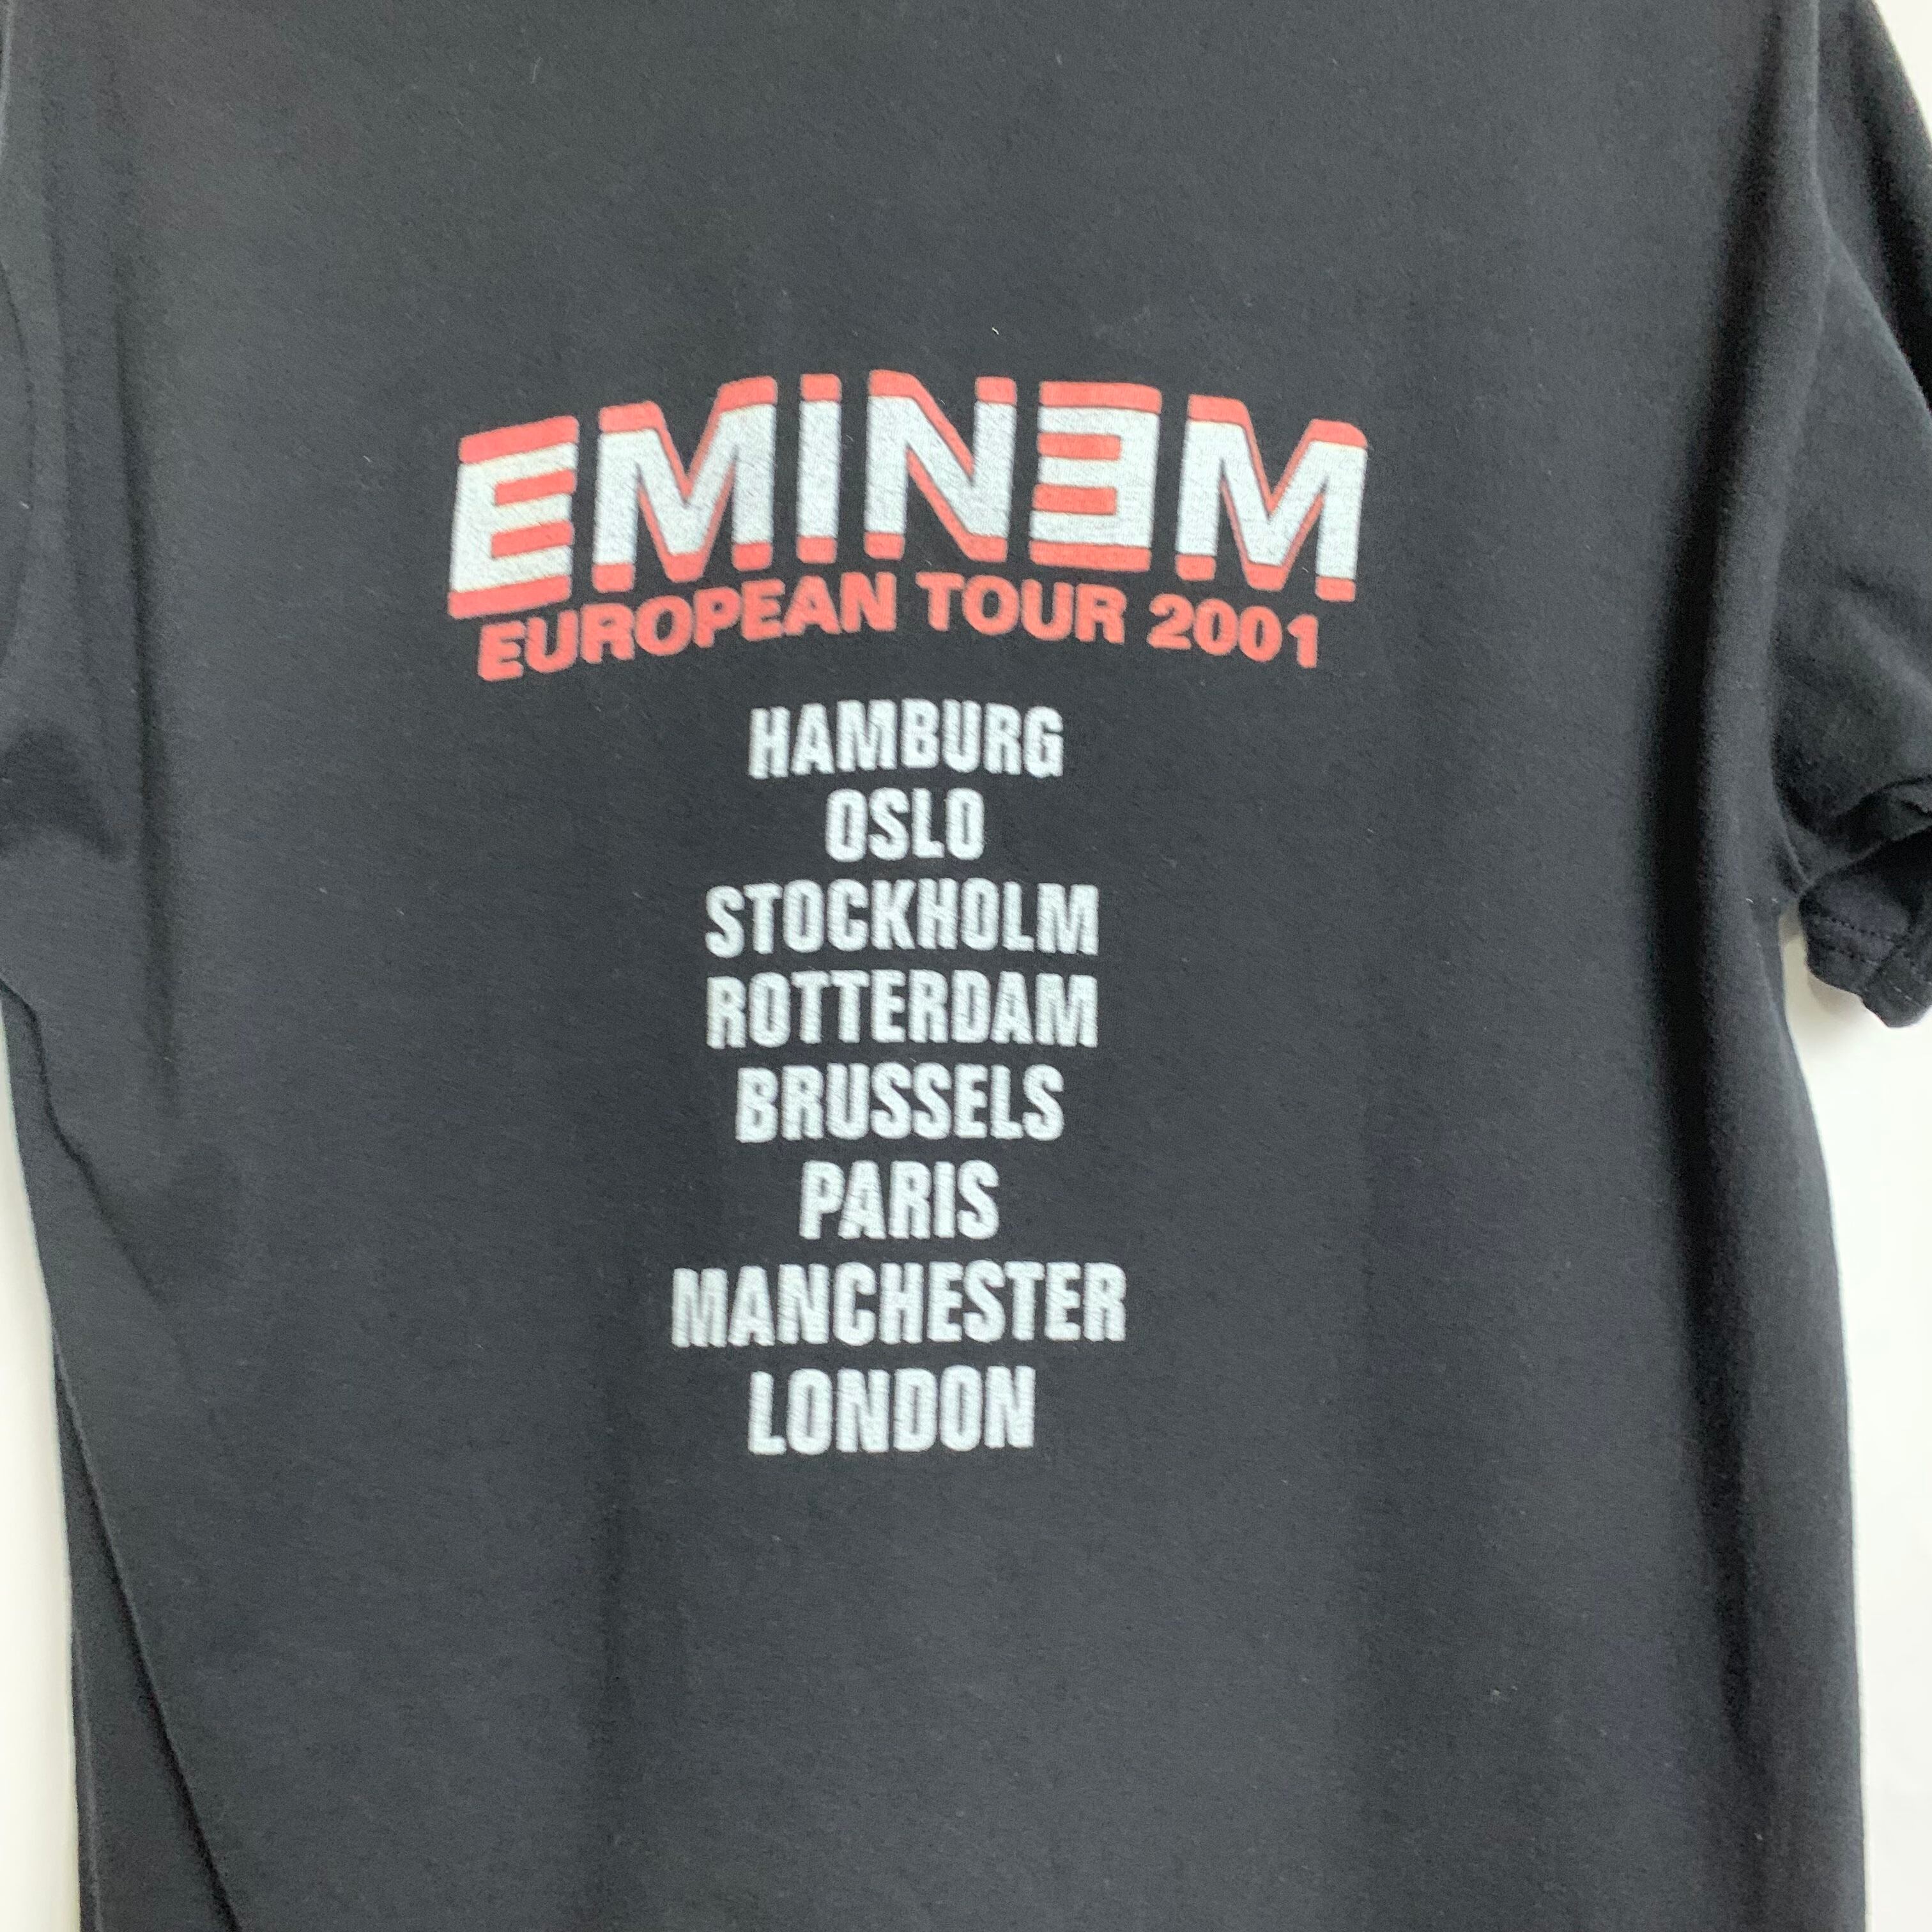 EMINƎM
EUROPEAN TOUR 2001
HAMBURG
OSLO
STOCKHOLM
ROTTERDAM
BRUSSELS
PARIS
MANCHESTER
LONDON